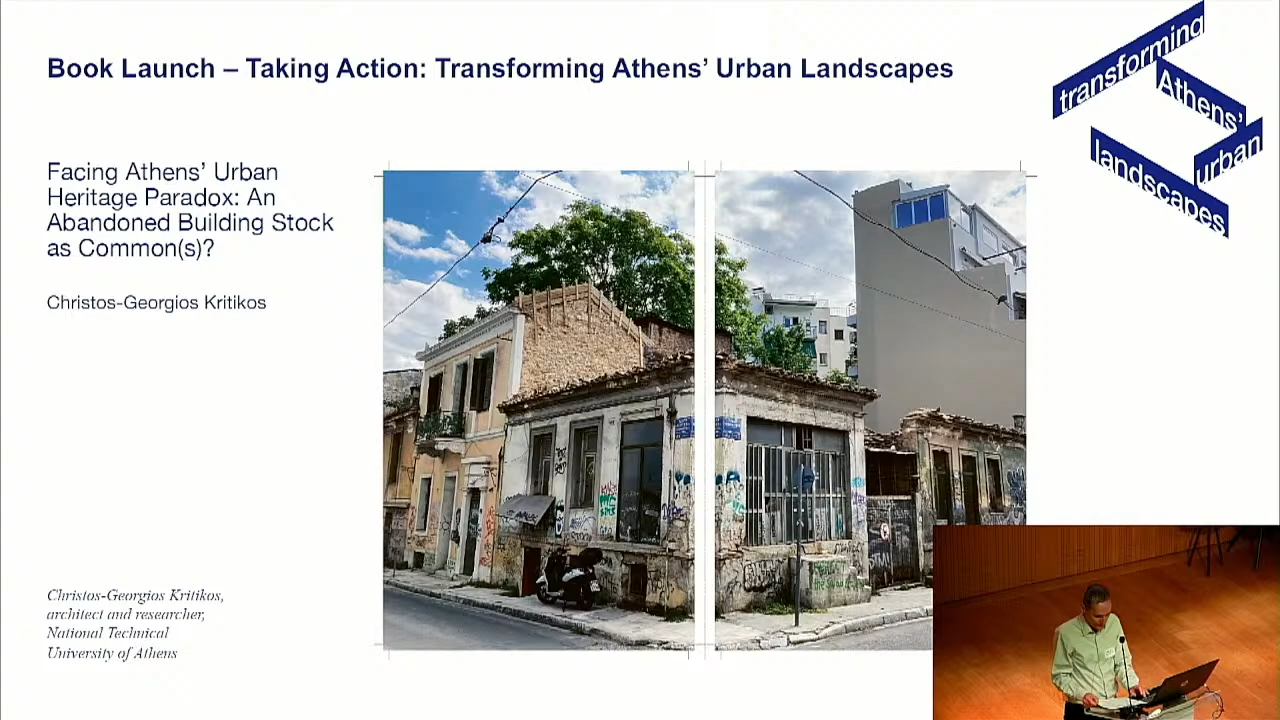 Book Launch – Taking Action: Transforming Athens’ Urban Landscapes
transforming
Athens’
urban
landscapes
Facing Athens’ Urban
Heritage Paradox: An
Abandoned Building Stock
as Common(s)?
Christos-Georgios Kritikos
Christos-Georgios Kritikos,
architect and researcher,
National Technical
University of Athens